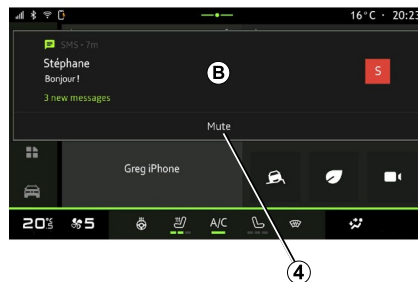 16°C · 20:23
SMS · 7m
Stéphane
Bonjour !
3 new messages
B
S
Mute
Greg iPhone
20°5
5
A/C
4